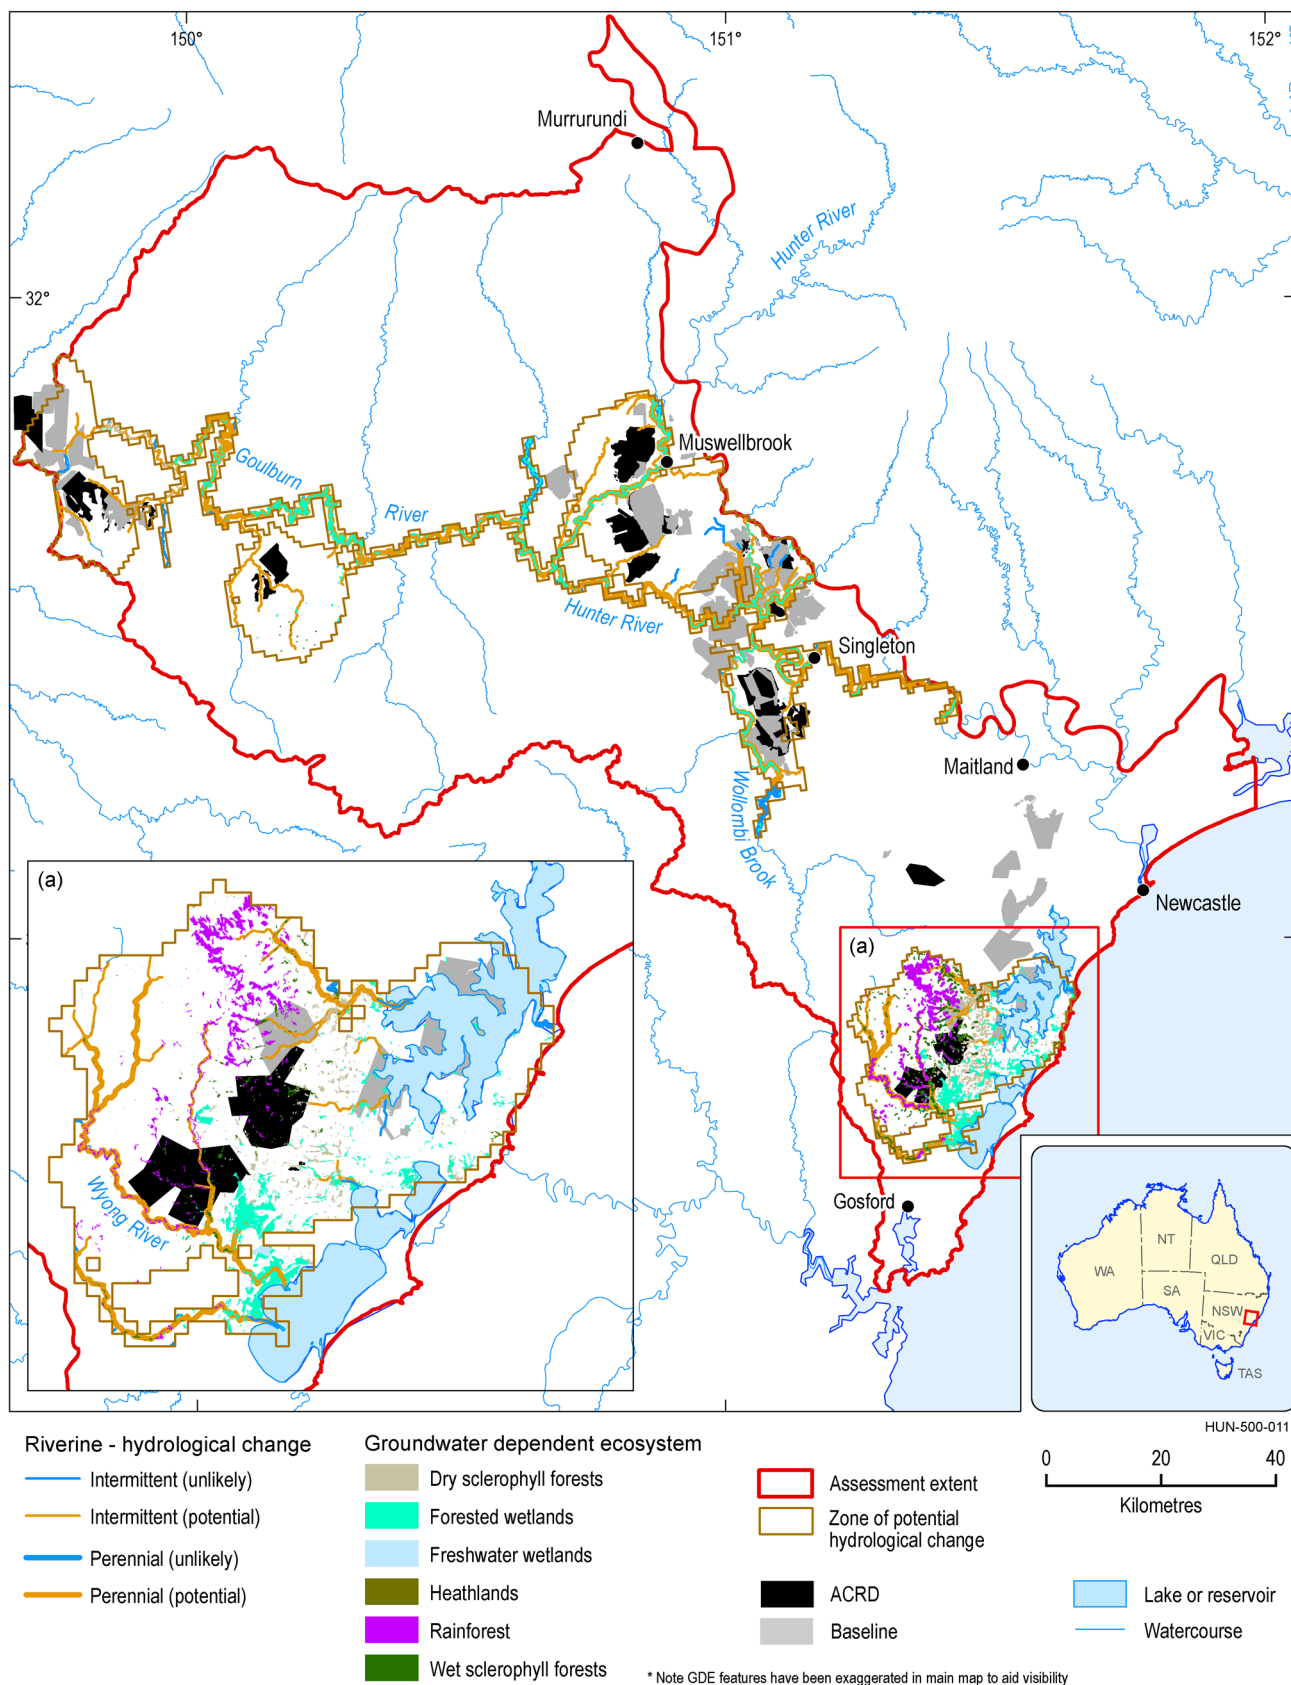 150°
151°
152°
Murrurundi
Hunter River
32°
Muswellbrook
Goulburn
River
Hunter River
Singleton
Maitland
Wollombi Brook
(a)
Newcastle
(a)
Wyong River
Gosford
NT
WA
QLD
SA
NSW
VIC
TAS
HUN-500-011
Riverine - hydrological change
Intermittent (unlikely)
Intermittent (potential)
Perennial (unlikely)
Perennial (potential)
Groundwater dependent ecosystem
Dry sclerophyll forests
Forested wetlands
Freshwater wetlands
Heathlands
Rainforest
Wet sclerophyll forests
Assessment extent
Zone of potential
hydrological change
ACRD
Baseline
0 20 40
Kilometres
Lake or reservoir
Watercourse
* Note GDE features have been exaggerated in main map to aid visibility